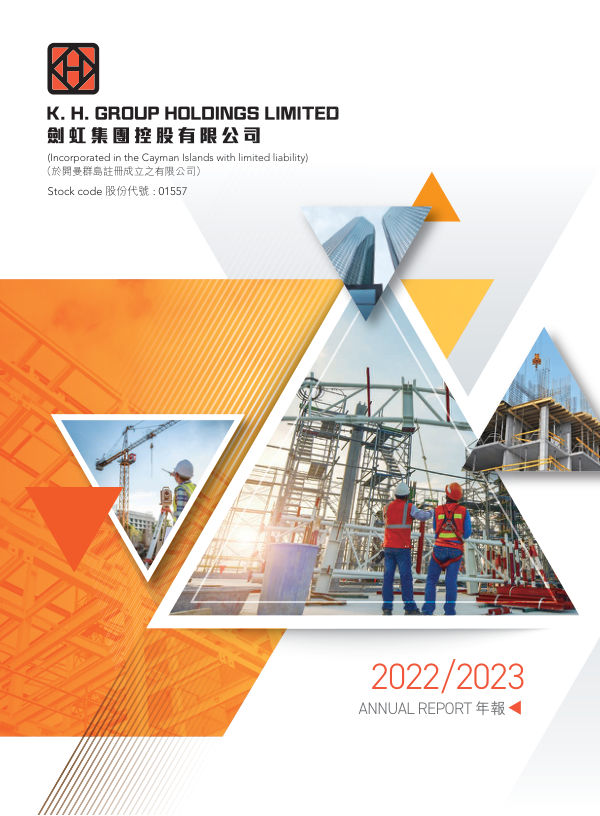 K. H. GROUP HOLDINGS LIMITED
劍虹集團控股有限公司
(Incorporated in the Cayman Islands with limited liability)
（於開曼群島註冊成立之有限公司）
Stock code 股份代號 : 01557
2022/2023
ANNUAL REPORT 年報